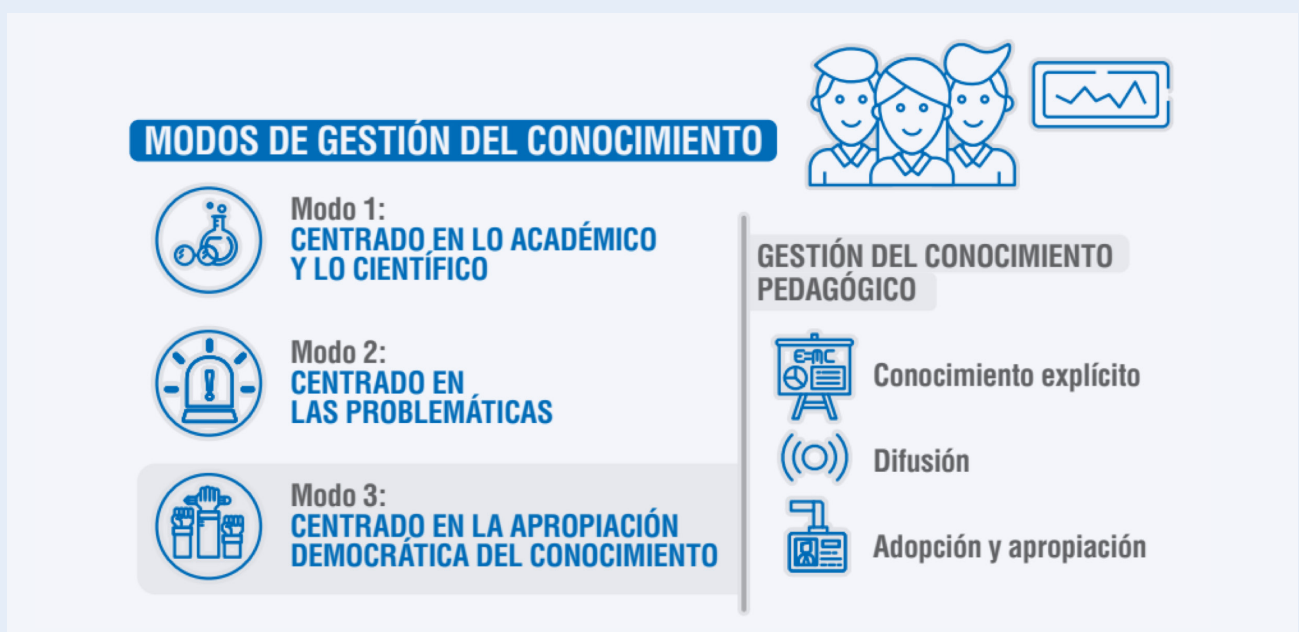 MODOS DE GESTIÓN DEL CONOCIMIENTO
Modo 1:
CENTRADO EN LO ACADÉMICO
Y LO CIENTÍFICO
Modo 2:
CENTRADO EN
LAS PROBLEMÁTICAS
Modo 3:
CENTRADO EN LA APROPIACIÓN
DEMOCRÁTICA DEL CONOCIMIENTO
GESTIÓN DEL CONOCIMIENTO
PEDAGÓGICO
E=MC
Conocimiento explícito
Difusión
Adopción y apropiación